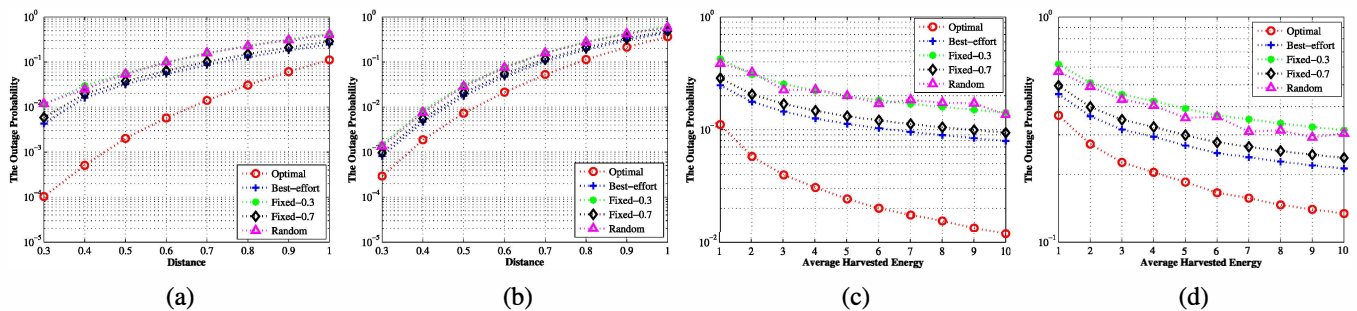 10^0
10^-1
10^-2
10^-3
10^-4
10^-5
The Outage Probability
0.3 0.4 0.5 0.6 0.7 0.8 0.9 1
Distance
Optimal
Best-effort
Fixed-0.3
Fixed-0.7
Random
(a)
10^0
10^-1
10^-2
10^-3
10^-4
10^-5
The Outage Probability
0.3 0.4 0.5 0.6 0.7 0.8 0.9 1
Distance
Optimal
Best-effort
Fixed-0.3
Fixed-0.7
Random
(b)
10^0
10^-1
10^-2
The Outage Probability
1 2 3 4 5 6 7 8 9 10
Average Harvested Energy
Optimal
Best-effort
Fixed-0.3
Fixed-0.7
Random
(c)
10^0
10^-1
The Outage Probability
1 2 3 4 5 6 7 8 9 10
Average Harvested Energy
Optimal
Best-effort
Fixed-0.3
Fixed-0.7
Random
(d)